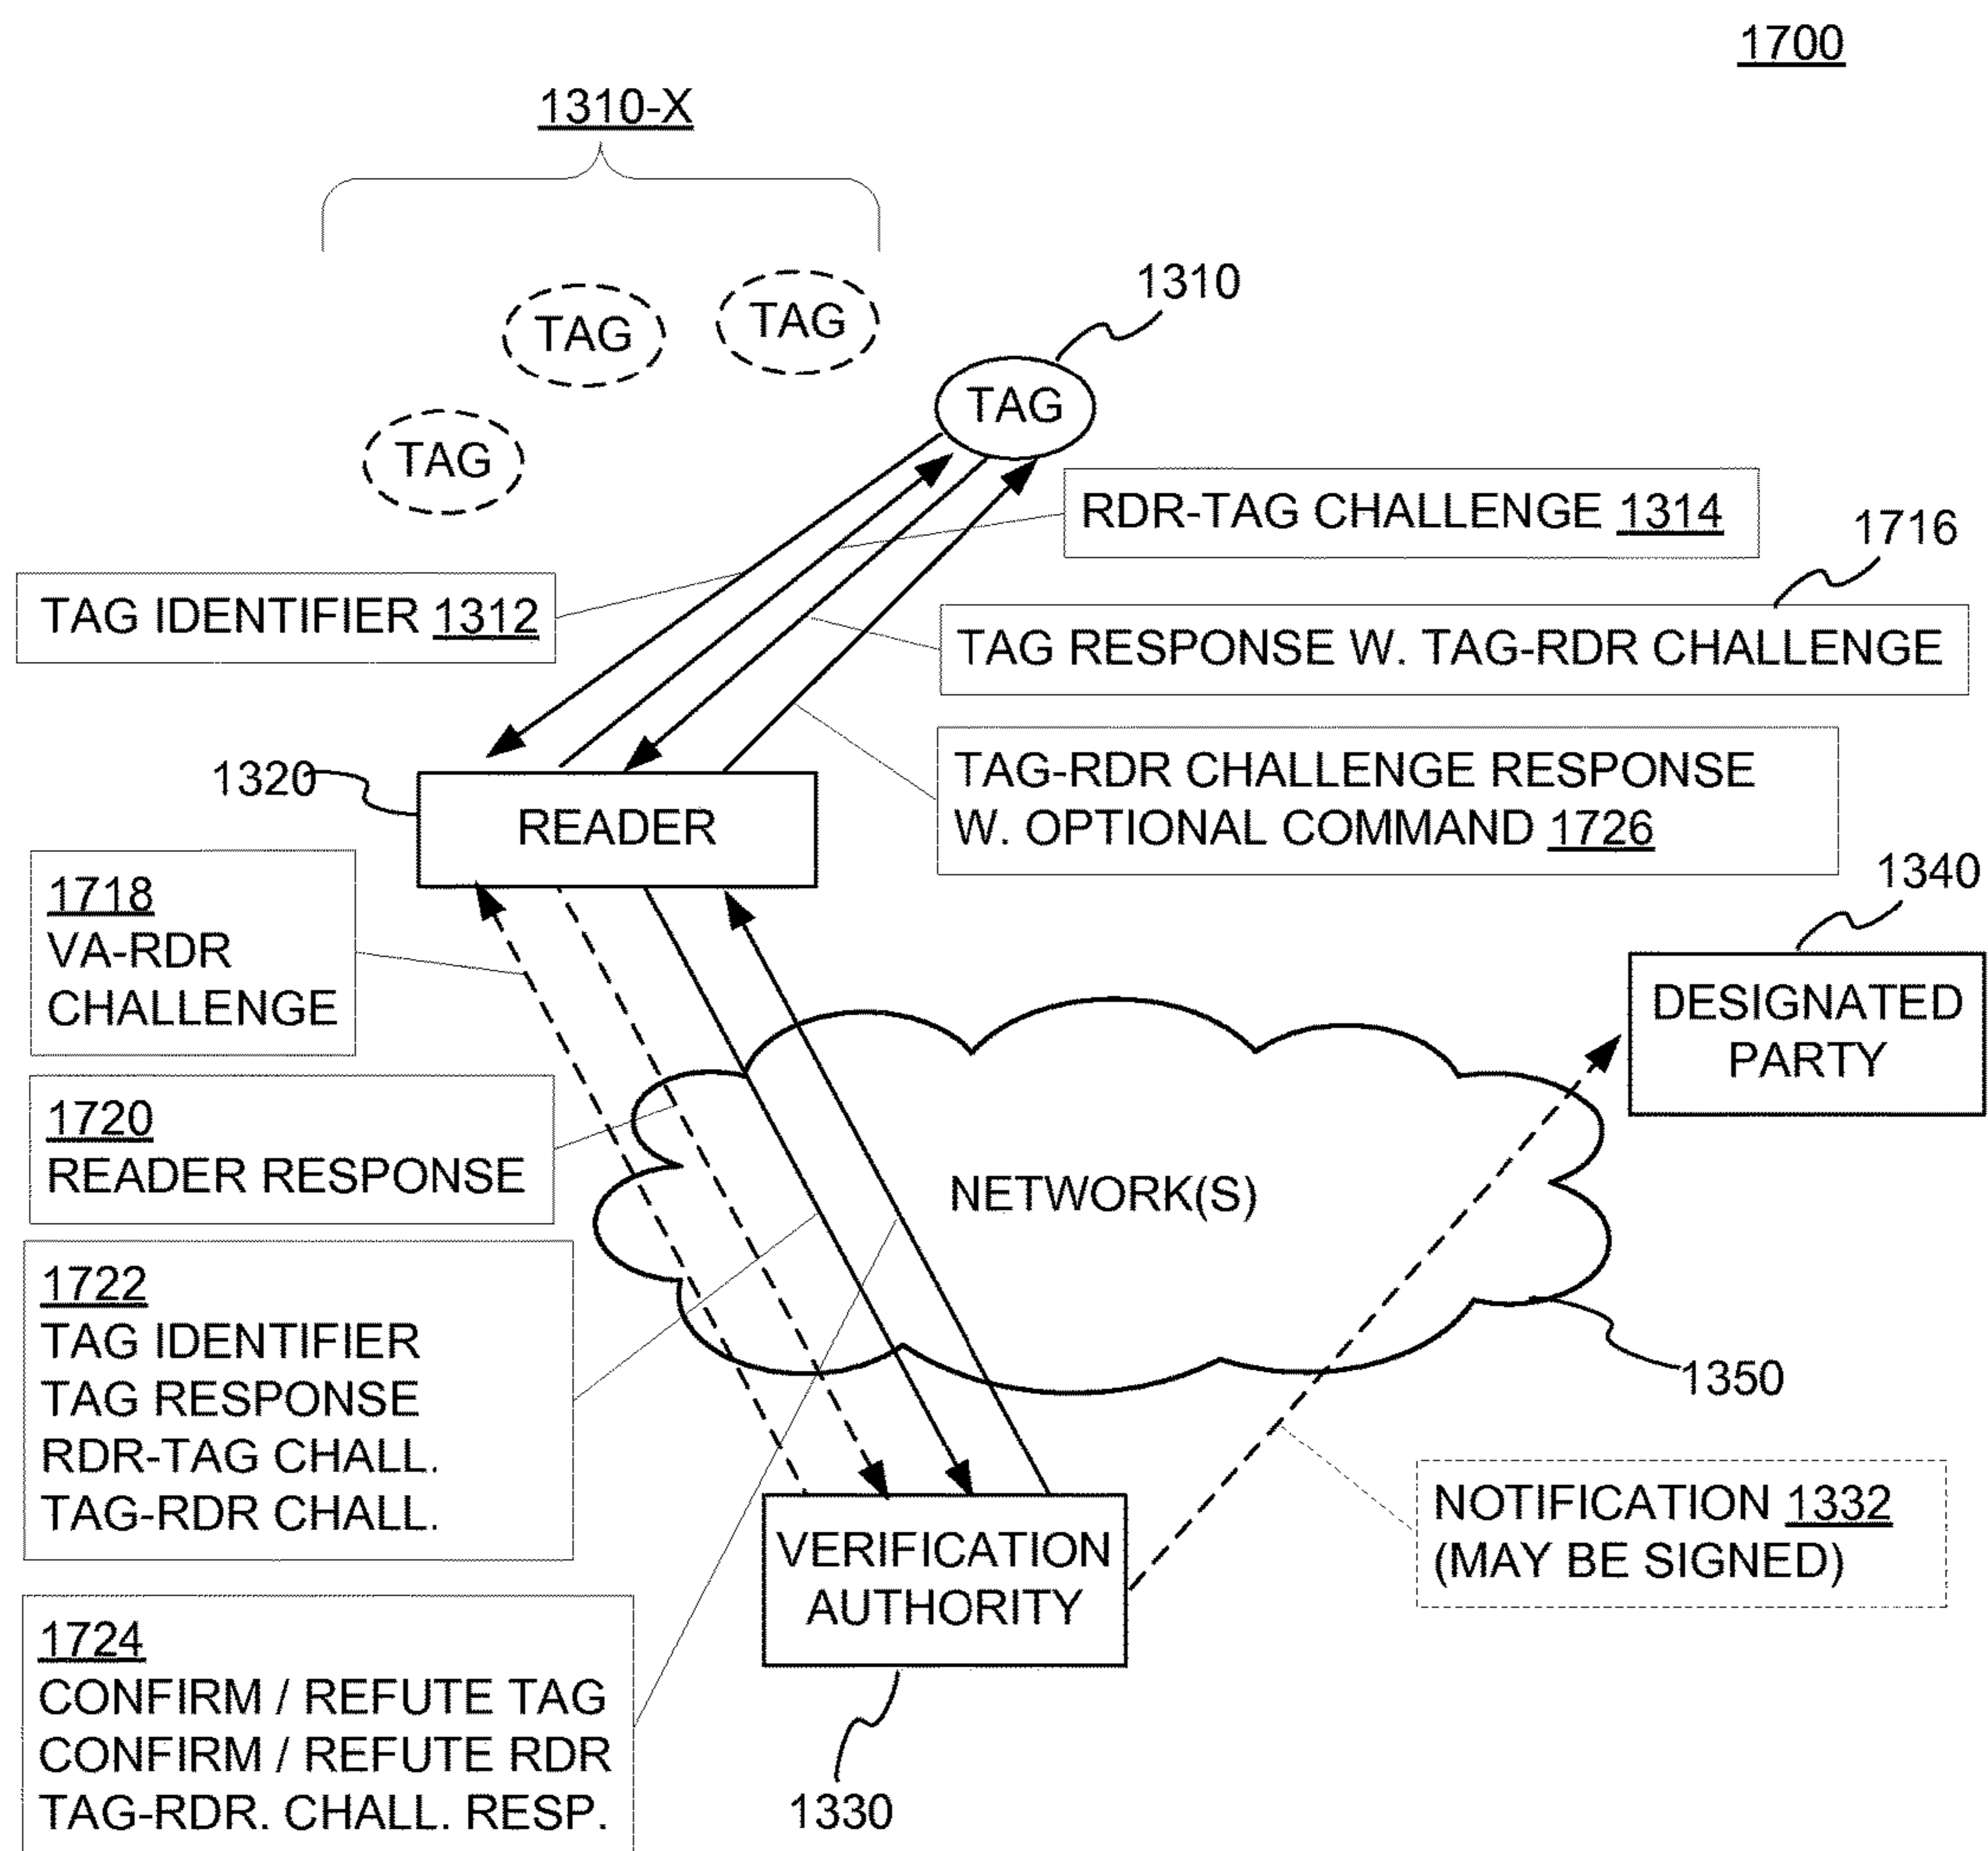 1700
1310-X
TAG
TAG
TAG
1310
TAG
RDR-TAG CHALLENGE 1314
1716
TAG IDENTIFIER 1312
TAG RESPONSE W. TAG-RDR CHALLENGE
TAG-RDR CHALLENGE RESPONSE
W. OPTIONAL COMMAND 1726
1320
READER
1340
DESIGNATED
PARTY
1718
VA-RDR
CHALLENGE
1720
READER RESPONSE
NETWORK(S)
1350
1722
TAG IDENTIFIER
TAG RESPONSE
RDR-TAG CHALL.
TAG-RDR CHALL.
NOTIFICATION 1332
(MAY BE SIGNED)
VERIFICATION
AUTHORITY
1330
1724
CONFIRM / REFUTE TAG
CONFIRM / REFUTE RDR
TAG-RDR. CHALL. RESP.